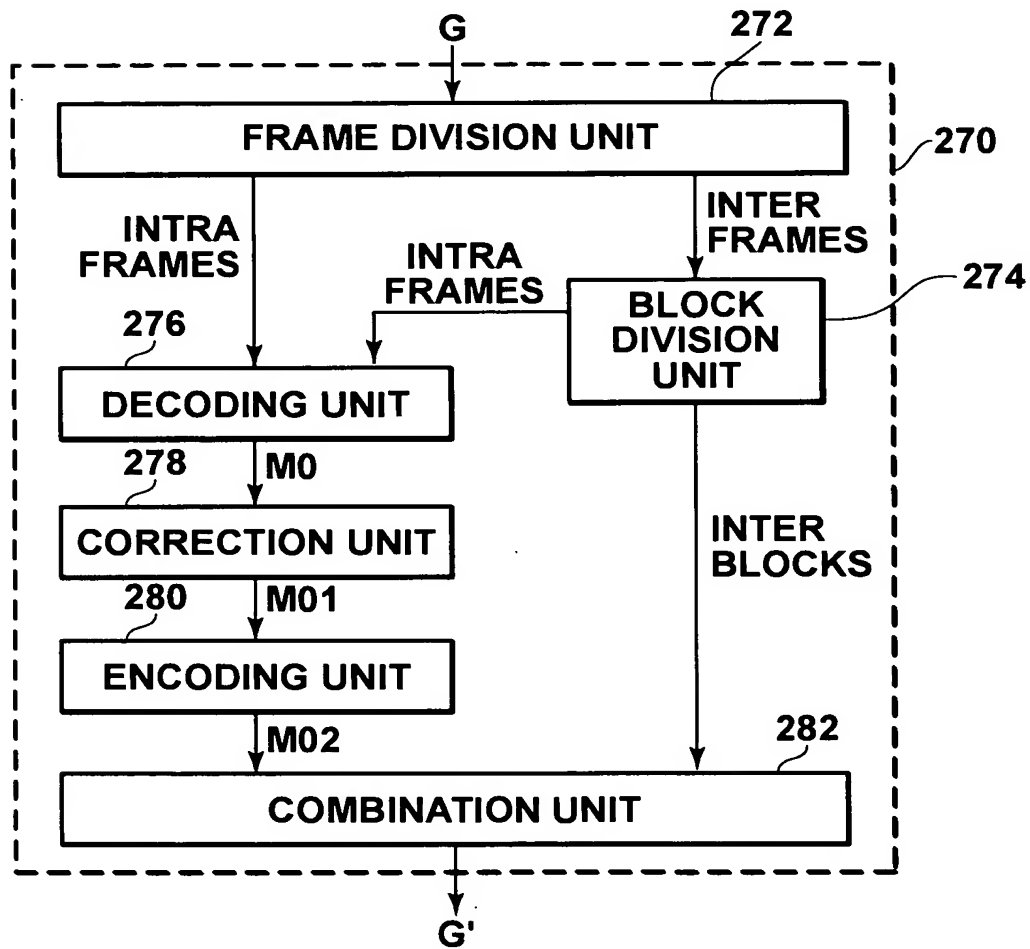 G
272
FRAME DIVISION UNIT
270
INTRA
FRAMES
INTER
FRAMES
INTRA
FRAMES
274
BLOCK
DIVISION
UNIT
276
DECODING UNIT
M0
278
CORRECTION UNIT
INTER
BLOCKS
M01
280
ENCODING UNIT
M02
282
COMBINATION UNIT
G'